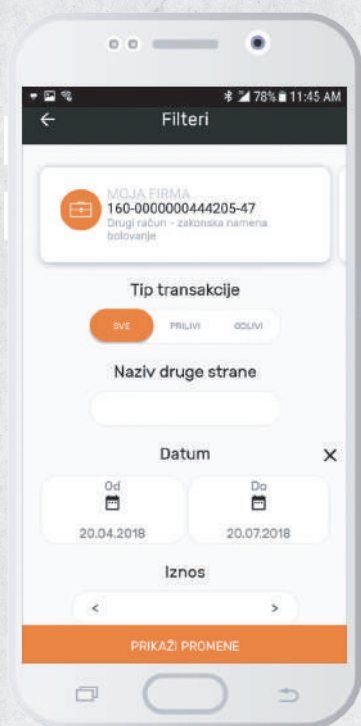 78% 11:45 AM
Filteri
MOJA FIRMA
160-0000000444205-47
Drugi račun - zakonska namena
bolovanje
Tip transakcije
SVE PRILIVI ODLIVI
Naziv druge strane
Datum X
Od Do
20.04.2018 20.07.2018
Iznos
< >
PRIKAŽI PROMENE